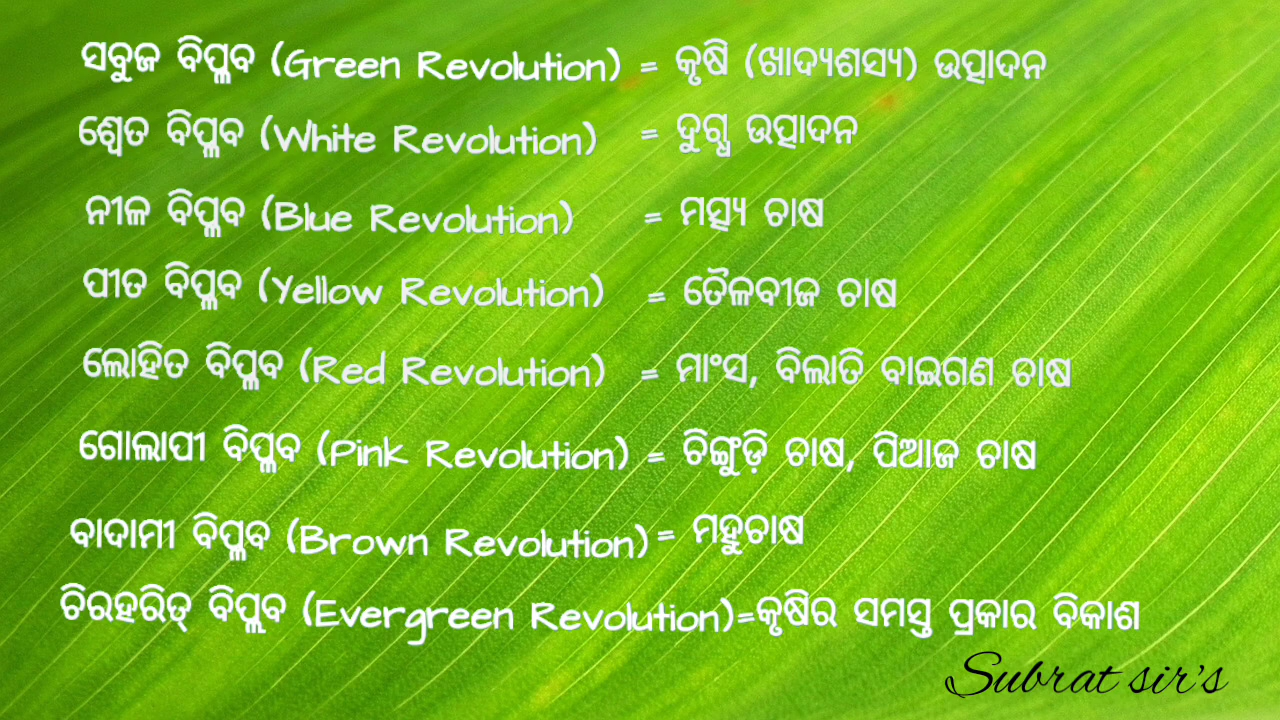 ସବୁଜ ବିପ୍ଳବ (Green Revolution) = କୃଷି (ଖାଦ୍ୟଶସ୍ୟ) ଉତ୍ପାଦନ
ଶ୍ୱେତ ବିପ୍ଳବ (White Revolution) = ଦୁଗ୍ଧ ଉତ୍ପାଦନ
ନୀଳ ବିପ୍ଳବ (Blue Revolution) = ମତ୍ସ୍ୟ ଚାଷ
ପୀତ ବିପ୍ଳବ (Yellow Revolution) = ତୈଳବୀଜ ଚାଷ
ଲୋହିତ ବିପ୍ଳବ (Red Revolution) = ମାଂସ, ବିଲାତି ବାଇଗଣ ଚାଷ
ଗୋଲାପୀ ବିପ୍ଳବ (Pink Revolution) = ଚିଙ୍ଗୁଡ଼ି ଚାଷ, ପିଆଜ ଚାଷ
ବାଦାମୀ ବିପ୍ଳବ (Brown Revolution) = ମହୁଚାଷ
ଚିରହରିତ୍ ବିପ୍ଲବ (Evergreen Revolution)=କୃଷିର ସମସ୍ତ ପ୍ରକାର ବିକାଶ
Subrat sir's